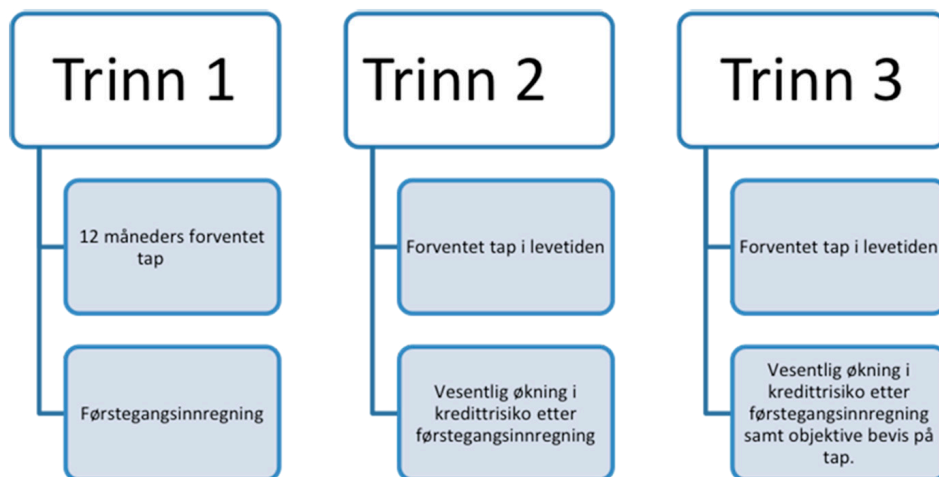 Trinn 1
12 måneders forventet
tap
Førstegangsinnregning
Trinn 2
Forventet tap i levetiden
Vesentlig økning i
kredittrisiko etter
førstegangsinnregning
Trinn 3
Forventet tap i levetiden
Vesentlig økning i
kredittrisiko etter
førstegangsinnregning
samt objektive bevis på
tap.